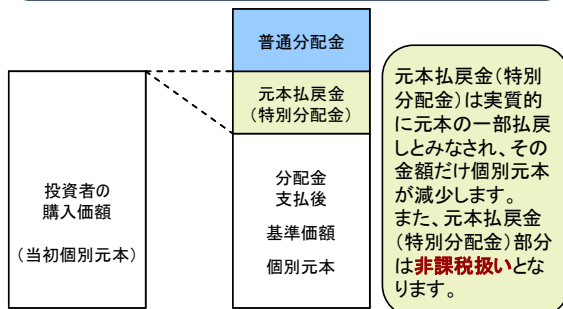 普通分配金
元本払戻金
（特別分配金）
投資者の
購入価額
（当初個別元本）
分配金
支払後
基準価額
個別元本
元本払戻金（特別
分配金）は実質的
に元本の一部払戻
しとみなされ、その
金額だけ個別元本
が減少します。
また、元本払戻金
（特別分配金）部分
は非課税扱いとな
ります。